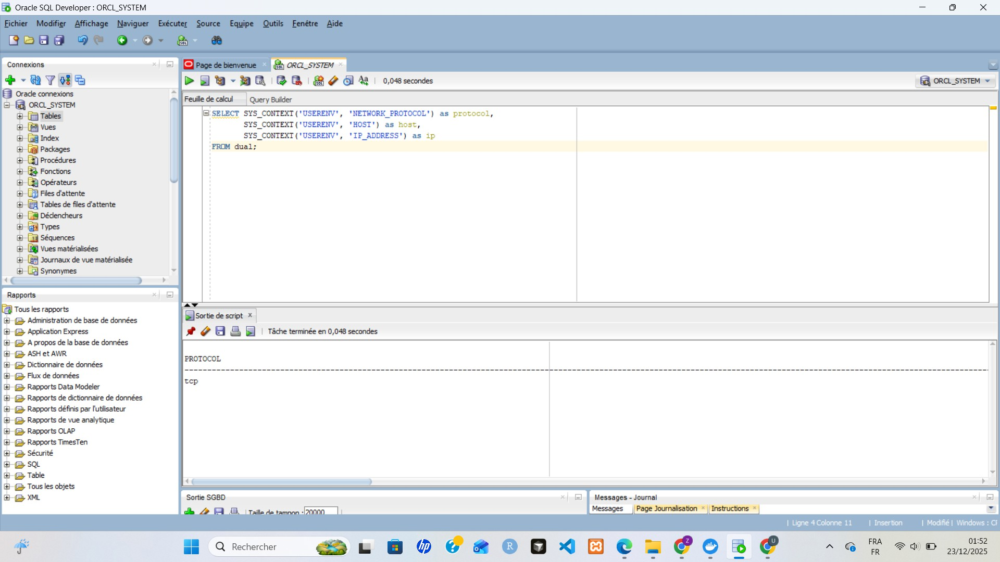 Oracle SQL Developer : ORCL_SYSTEM
Fichier Modifier Affichage Naviguer Exécuter Source Equipe Outils Fenêtre Aide
Connexions
Oracle connexions
ORCL_SYSTEM
Tables
Vues
Index
Packages
Procédures
Fonctions
Opérateurs
Files d'attente
Tables de files d'attente
Déclencheurs
Types
Séquences
Vues matérialisées
Journaux de vue matérialisée
Synonymes
Rapports
Tous les rapports
Administration de base de données
Application Express
A propos de la base de données
ASH et AWR
Dictionnaire de données
Flux de données
Rapports Data Modeler
Rapports de dictionnaire de données
Rapports définis par l'utilisateur
Rapports de vue analytique
Rapports OLAP
Rapports TimesTen
Sécurité
SQL
Table
Tous les objets
XML
Page de bienvenue ORCL_SYSTEM
0,048 secondes ORCL_SYSTEM
Feuille de calcul Query Builder
SELECT SYS_CONTEXT('USERENV', 'NETWORK_PROTOCOL') as protocol,
SYS_CONTEXT('USERENV', 'HOST') as host,
SYS_CONTEXT('USERENV', 'IP_ADDRESS') as ip
FROM dual;
Sortie de script
Tâche terminée en 0,048 secondes
PROTOCOL
tcp
Sortie SGBD
Taille de tampon : 20000
Messages - Journal
Messages Page Journalisation Instructions
Ligne 4 Colonne 11 | Insertion | Modifié | Windows :
Rechercher
FRA
FR
01:52
23/12/2025